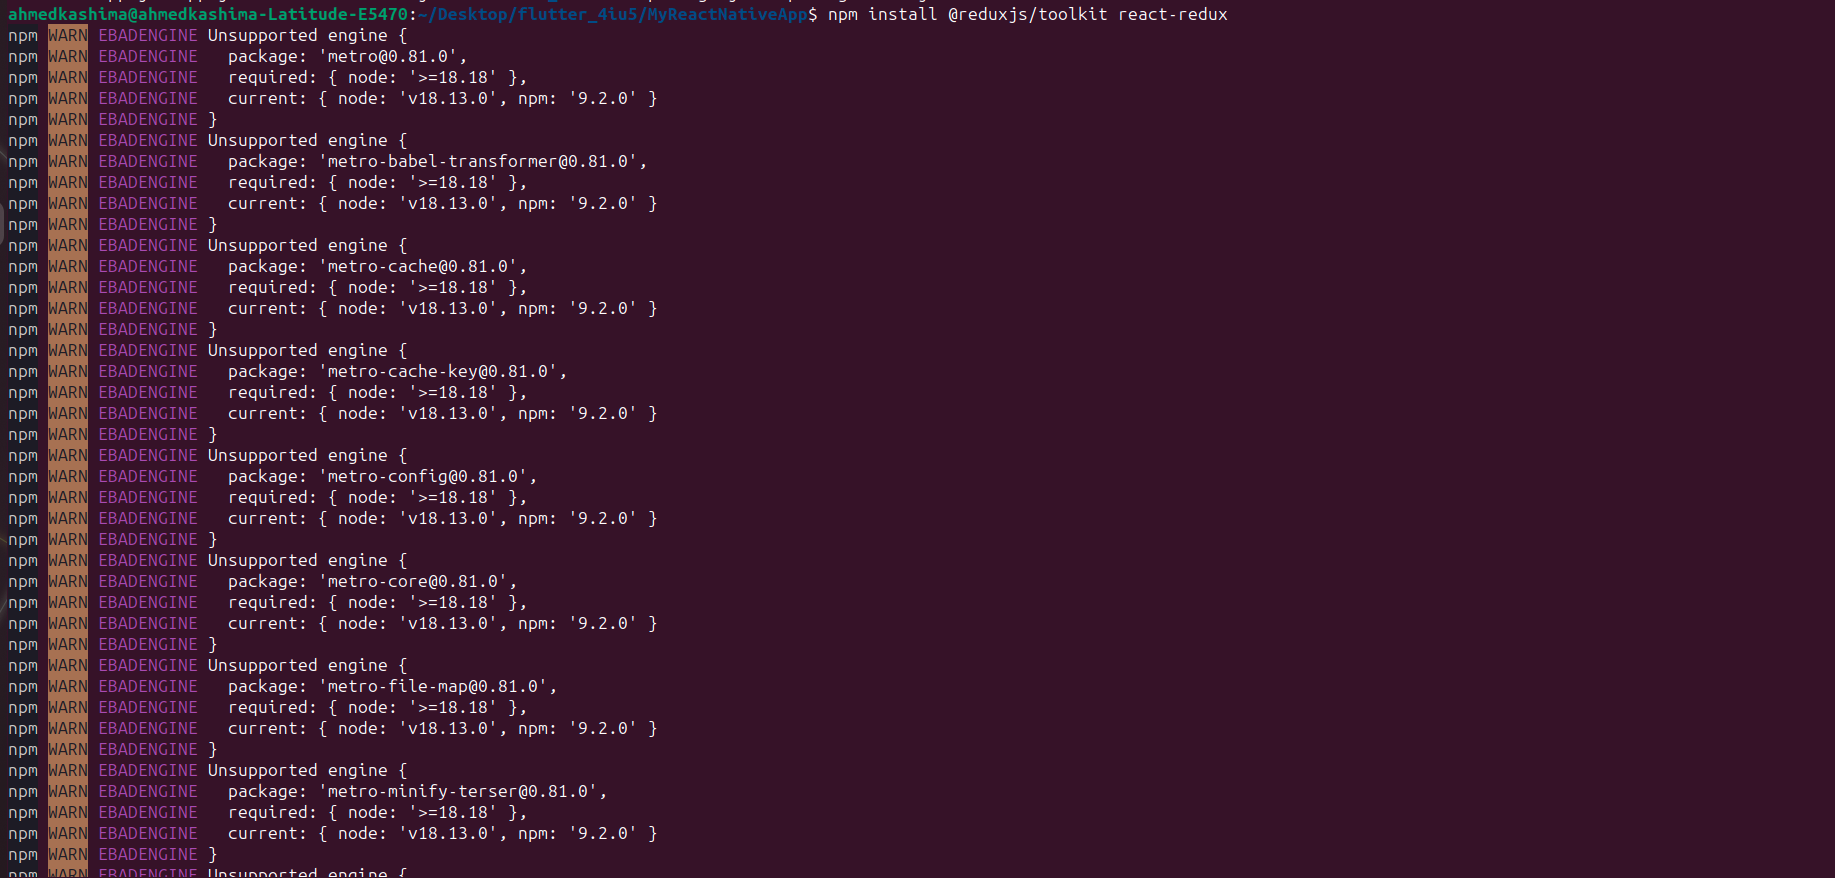 ahmedkashima@ahmedkashima-Latitude-E5470:~/Desktop/flutter_4iu5/MyReactNativeApp$ npm install @reduxjs/toolkit react-redux
npm WARN EBADENGINE Unsupported engine {
npm WARN EBADENGINE   package: 'metro@0.81.0',
npm WARN EBADENGINE   required: { node: '>=18.18' },
npm WARN EBADENGINE   current: { node: 'v18.13.0', npm: '9.2.0' }
npm WARN EBADENGINE }
npm WARN EBADENGINE Unsupported engine {
npm WARN EBADENGINE   package: 'metro-babel-transformer@0.81.0',
npm WARN EBADENGINE   required: { node: '>=18.18' },
npm WARN EBADENGINE   current: { node: 'v18.13.0', npm: '9.2.0' }
npm WARN EBADENGINE }
npm WARN EBADENGINE Unsupported engine {
npm WARN EBADENGINE   package: 'metro-cache@0.81.0',
npm WARN EBADENGINE   required: { node: '>=18.18' },
npm WARN EBADENGINE   current: { node: 'v18.13.0', npm: '9.2.0' }
npm WARN EBADENGINE }
npm WARN EBADENGINE Unsupported engine {
npm WARN EBADENGINE   package: 'metro-cache-key@0.81.0',
npm WARN EBADENGINE   required: { node: '>=18.18' },
npm WARN EBADENGINE   current: { node: 'v18.13.0', npm: '9.2.0' }
npm WARN EBADENGINE }
npm WARN EBADENGINE Unsupported engine {
npm WARN EBADENGINE   package: 'metro-config@0.81.0',
npm WARN EBADENGINE   required: { node: '>=18.18' },
npm WARN EBADENGINE   current: { node: 'v18.13.0', npm: '9.2.0' }
npm WARN EBADENGINE }
npm WARN EBADENGINE Unsupported engine {
npm WARN EBADENGINE   package: 'metro-core@0.81.0',
npm WARN EBADENGINE   required: { node: '>=18.18' },
npm WARN EBADENGINE   current: { node: 'v18.13.0', npm: '9.2.0' }
npm WARN EBADENGINE }
npm WARN EBADENGINE Unsupported engine {
npm WARN EBADENGINE   package: 'metro-file-map@0.81.0',
npm WARN EBADENGINE   required: { node: '>=18.18' },
npm WARN EBADENGINE   current: { node: 'v18.13.0', npm: '9.2.0' }
npm WARN EBADENGINE }
npm WARN EBADENGINE Unsupported engine {
npm WARN EBADENGINE   package: 'metro-minify-terser@0.81.0',
npm WARN EBADENGINE   required: { node: '>=18.18' },
npm WARN EBADENGINE   current: { node: 'v18.13.0', npm: '9.2.0' }
npm WARN EBADENGINE }
npm WARN EBADENGINE Unsupported engine {